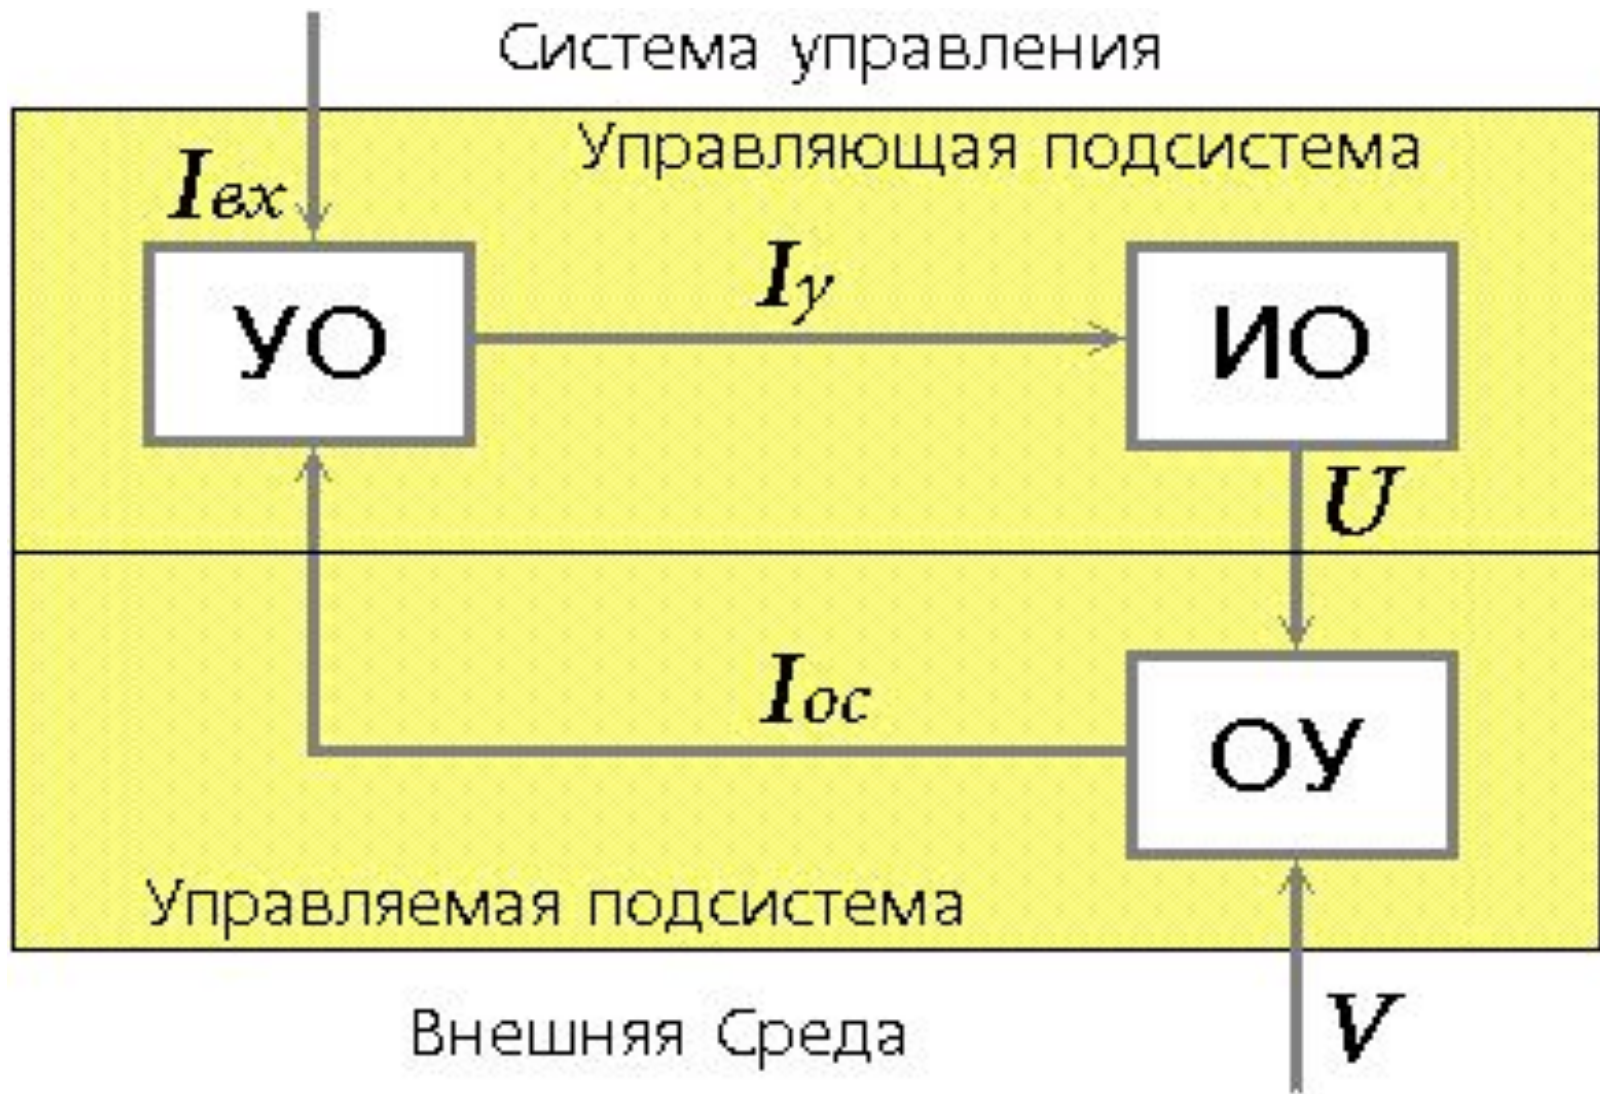 Система управления
Управляющая подсистема
Iвх
Iу
УО
ИО
U
Iос
ОУ
Управляемая подсистема
Внешняя Среда
V